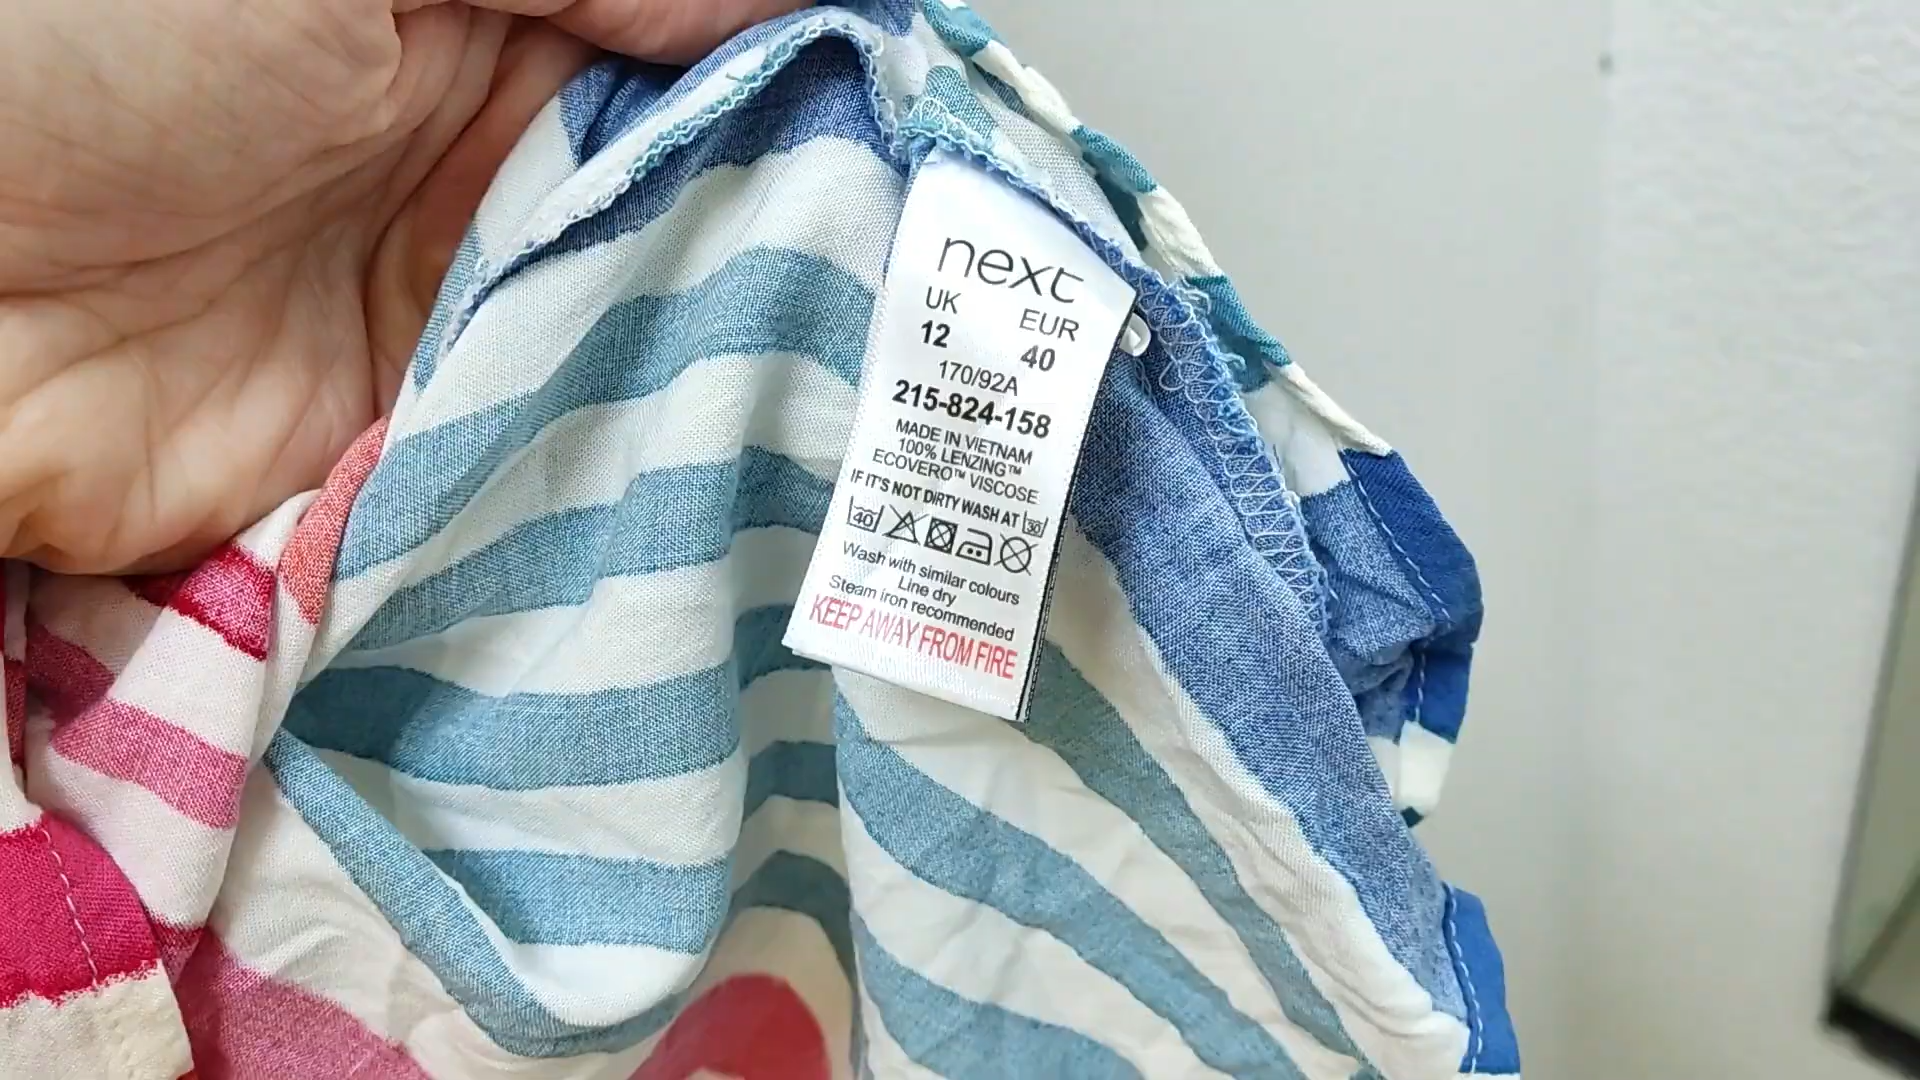 next
UK EUR
12 40
170/92A
215-824-158
MADE IN VIETNAM
100% LENZING™
ECOVERO™ VISCOSE
IF IT'S NOT DIRTY WASH AT 30
40
Wash with similar colours
Line dry
Steam iron recommended
KEEP AWAY FROM FIRE